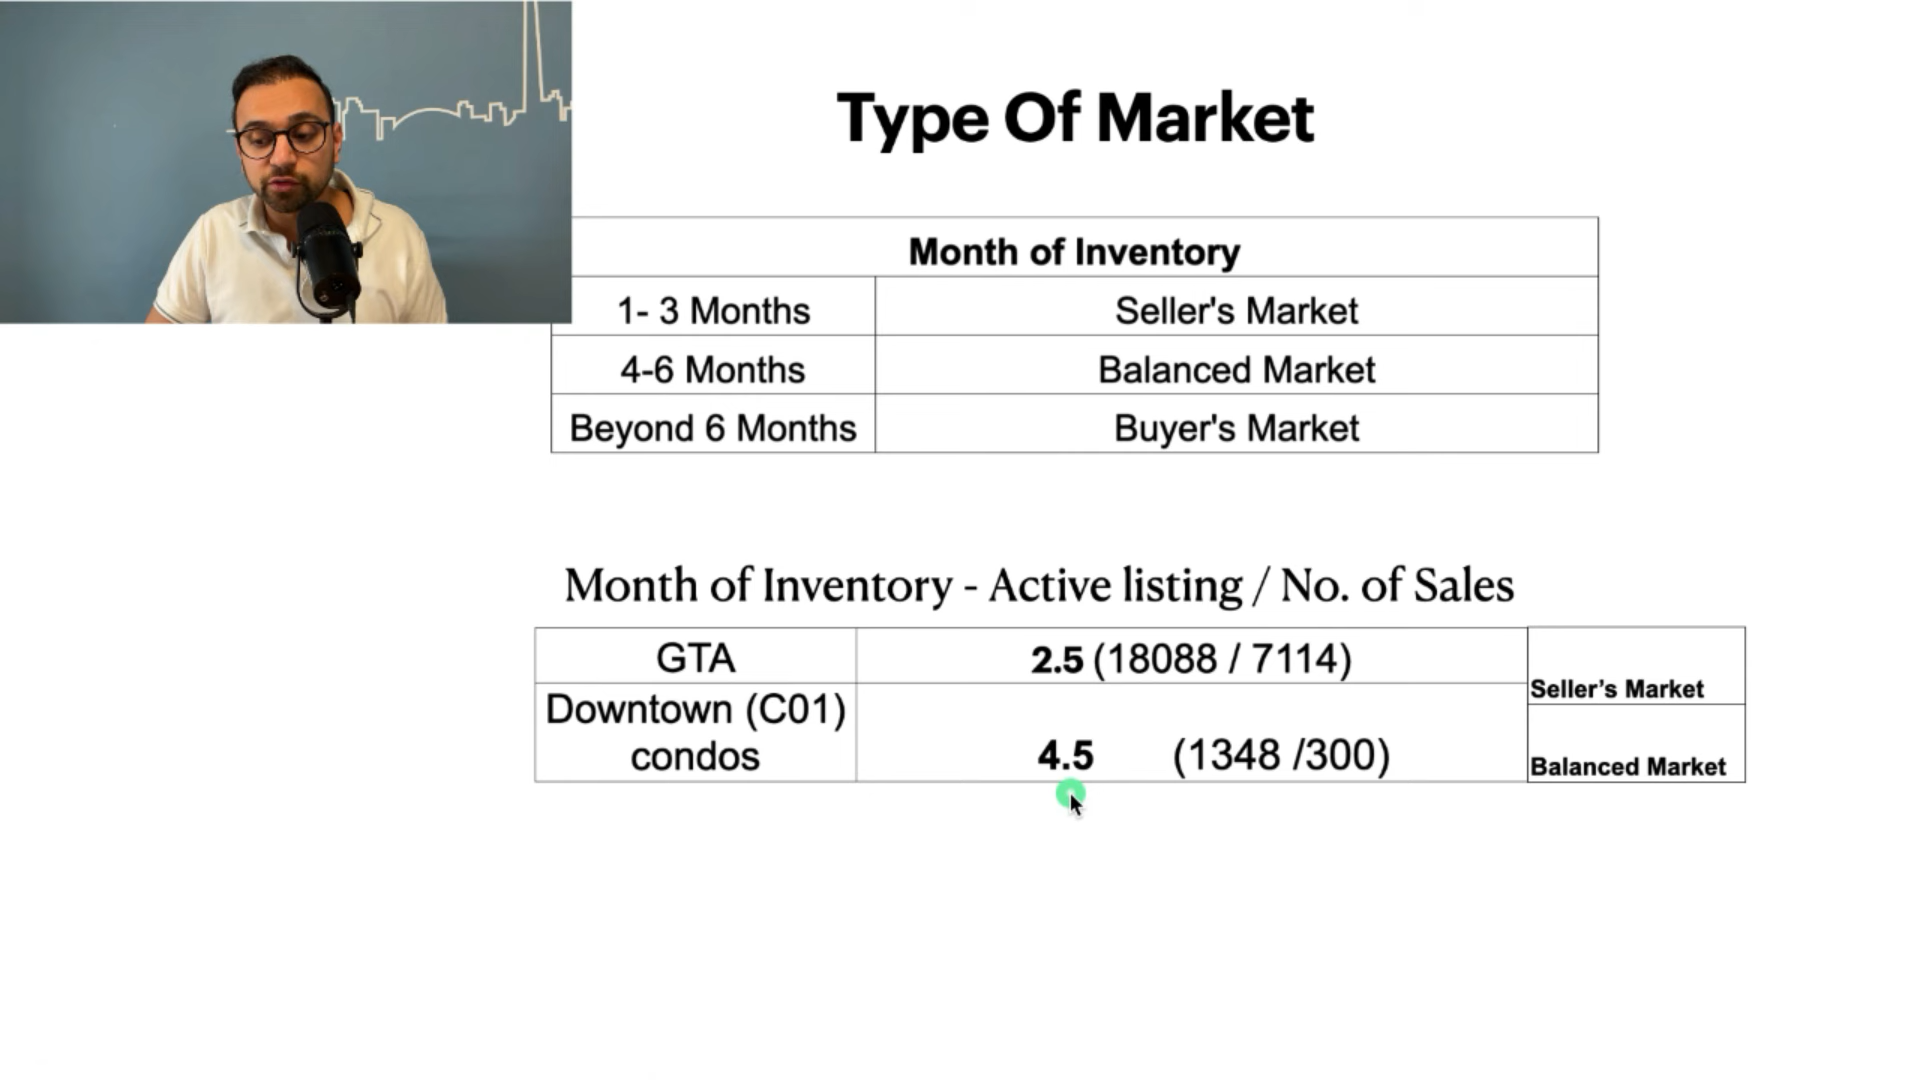 Type Of Market
Month of Inventory
1- 3 Months Seller's Market
4-6 Months Balanced Market
Beyond 6 Months Buyer's Market
Month of Inventory - Active listing / No. of Sales
GTA 2.5 (18088 / 7114) Seller’s Market
Downtown (C01)
condos 4.5 (1348 /300) Balanced Market